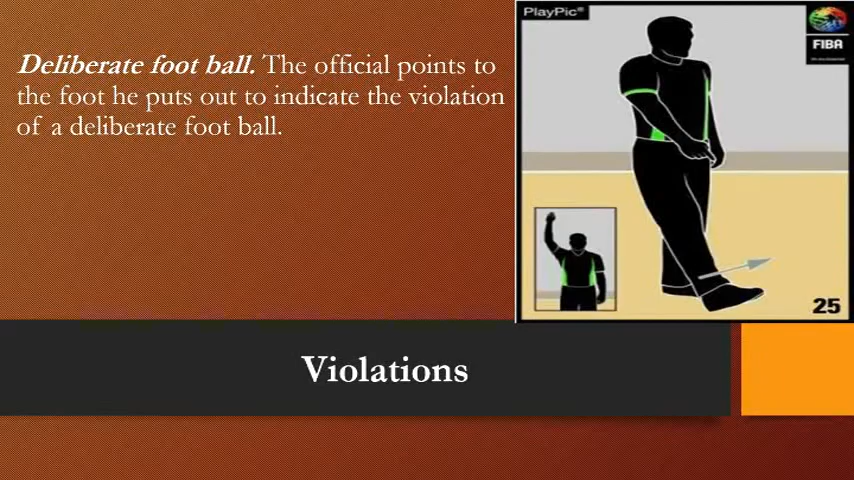 Deliberate foot ball. The official points to
the foot he puts out to indicate the violation
of a deliberate foot ball.
PlayPic®
FIBA
25
Violations